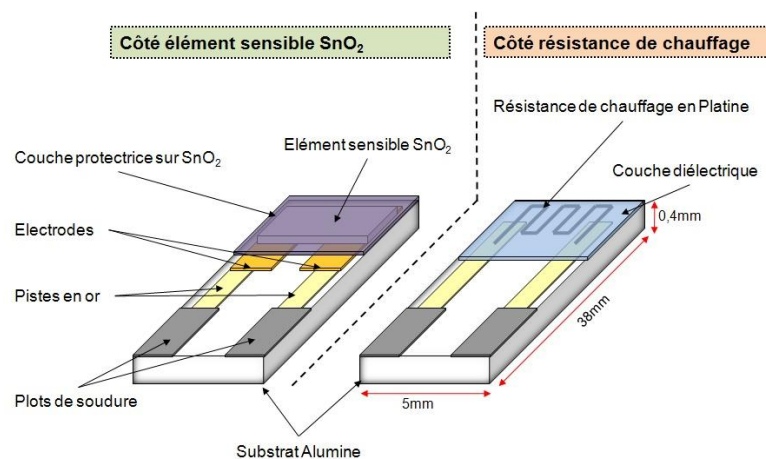 Côté élément sensible SnO₂
Côté résistance de chauffage
Résistance de chauffage en Platine
Elément sensible SnO₂
Couche protectrice sur SnO₂
Couche diélectrique
Electrodes
0,4mm
Pistes en or
38mm
Plots de soudure
5mm
Substrat Alumine